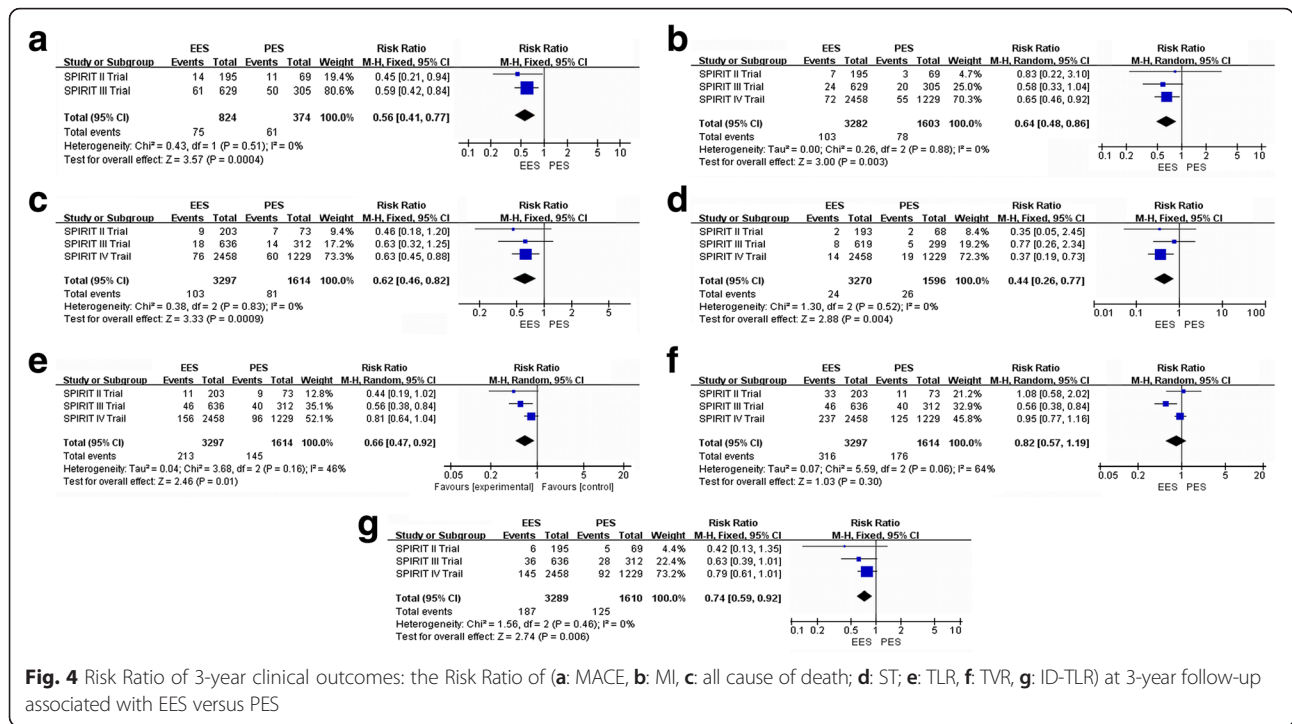 a
EES PES Risk Ratio Risk Ratio
Study or Subgroup Events Total Events Total Weight M-H, Fixed, 95% CI M-H, Fixed, 95% CI
SPIRIT II Trial 14 195 11 69 19.4% 0.45 [0.21, 0.94]
SPIRIT III Trial 61 629 50 305 80.6% 0.59 [0.42, 0.84]
Total (95% CI) 824 374 100.0% 0.56 [0.41, 0.77]
Total events 75 61
Heterogeneity: Chi² = 0.43, df = 1 (P = 0.51); I² = 0%
Test for overall effect: Z = 3.57 (P = 0.0004)
0.1 0.2 0.5 1 2 5 10
EES PES
b
EES PES Risk Ratio Risk Ratio
Study or Subgroup Events Total Events Total Weight M-H, Random, 95% CI M-H, Random, 95% CI
SPIRIT II Trial 7 195 3 69 4.7% 0.83 [0.22, 3.10]
SPIRIT III Trial 24 629 20 305 25.0% 0.58 [0.33, 1.04]
SPIRIT IV Trail 72 2458 55 1229 70.3% 0.65 [0.46, 0.92]
Total (95% CI) 3282 1603 100.0% 0.64 [0.48, 0.86]
Total events 103 78
Heterogeneity: Tau² = 0.00; Chi² = 0.26, df = 2 (P = 0.88); I² = 0%
Test for overall effect: Z = 3.00 (P = 0.003)
0.1 0.2 0.5 1 2 5 10
EES PES
c
EES PES Risk Ratio Risk Ratio
Study or Subgroup Events Total Events Total Weight M-H, Fixed, 95% CI M-H, Fixed, 95% CI
SPIRIT II Trial 9 203 7 73 9.4% 0.46 [0.18, 1.20]
SPIRIT III Trial 18 636 14 312 17.2% 0.63 [0.32, 1.25]
SPIRIT IV Trail 76 2458 60 1229 73.3% 0.63 [0.45, 0.88]
Total (95% CI) 3297 1614 100.0% 0.62 [0.46, 0.82]
Total events 103 81
Heterogeneity: Chi² = 0.38, df = 2 (P = 0.83); I² = 0%
Test for overall effect: Z = 3.33 (P = 0.0009)
0.2 0.5 1 2 5
EES PES
d
EES PES Risk Ratio Risk Ratio
Study or Subgroup Events Total Events Total Weight M-H, Fixed, 95% CI M-H, Fixed, 95% CI
SPIRIT II Trial 2 193 2 68 8.4% 0.35 [0.05, 2.45]
SPIRIT III Trial 8 619 5 299 19.2% 0.77 [0.26, 2.34]
SPIRIT IV Trail 14 2458 19 1229 72.3% 0.37 [0.19, 0.73]
Total (95% CI) 3270 1596 100.0% 0.44 [0.26, 0.77]
Total events 24 26
Heterogeneity: Chi² = 1.30, df = 2 (P = 0.52); I² = 0%
Test for overall effect: Z = 2.88 (P = 0.004)
0.01 0.1 1 10 100
EES PES
e
EES PES Risk Ratio Risk Ratio
Study or Subgroup Events Total Events Total Weight M-H, Random, 95% CI M-H, Random, 95% CI
SPIRIT II Trial 11 203 9 73 12.8% 0.44 [0.19, 1.02]
SPIRIT III Trial 46 636 40 312 35.1% 0.56 [0.38, 0.84]
SPIRIT IV Trail 156 2458 96 1229 52.1% 0.81 [0.64, 1.04]
Total (95% CI) 3297 1614 100.0% 0.66 [0.47, 0.92]
Total events 213 145
Heterogeneity: Tau² = 0.04; Chi² = 3.68, df = 2 (P = 0.16); I² = 46%
Test for overall effect: Z = 2.46 (P = 0.01)
0.05 0.2 1 5 20
Favours [experimental] Favours [control]
f
EES PES Risk Ratio Risk Ratio
Study or Subgroup Events Total Events Total Weight M-H, Random, 95% CI M-H, Random, 95% CI
SPIRIT II Trial 33 203 11 73 21.2% 1.08 [0.58, 2.02]
SPIRIT III Trial 46 636 40 312 32.9% 0.56 [0.38, 0.84]
SPIRIT IV Trail 237 2458 125 1229 45.8% 0.95 [0.77, 1.16]
Total (95% CI) 3297 1614 100.0% 0.82 [0.57, 1.19]
Total events 316 176
Heterogeneity: Tau² = 0.07; Chi² = 5.59, df = 2 (P = 0.06); I² = 64%
Test for overall effect: Z = 1.03 (P = 0.30)
0.05 0.2 1 5 20
EES PES
g
EES PES Risk Ratio Risk Ratio
Study or Subgroup Events Total Events Total Weight M-H, Fixed, 95% CI M-H, Fixed, 95% CI
SPIRIT II Trial 6 195 5 69 4.4% 0.42 [0.13, 1.35]
SPIRIT III Trial 36 636 28 312 22.4% 0.63 [0.39, 1.01]
SPIRIT IV Trail 145 2458 92 1229 73.2% 0.79 [0.61, 1.01]
Total (95% CI) 3289 1610 100.0% 0.74 [0.59, 0.92]
Total events 187 125
Heterogeneity: Chi² = 1.56, df = 2 (P = 0.46); I² = 0%
Test for overall effect: Z = 2.74 (P = 0.006)
0.1 0.2 0.5 1 2 5 10
EES PES
Fig. 4 Risk Ratio of 3-year clinical outcomes: the Risk Ratio of (a: MACE, b: MI, c: all cause of death; d: ST; e: TLR, f: TVR, g: ID-TLR) at 3-year follow-up
associated with EES versus PES